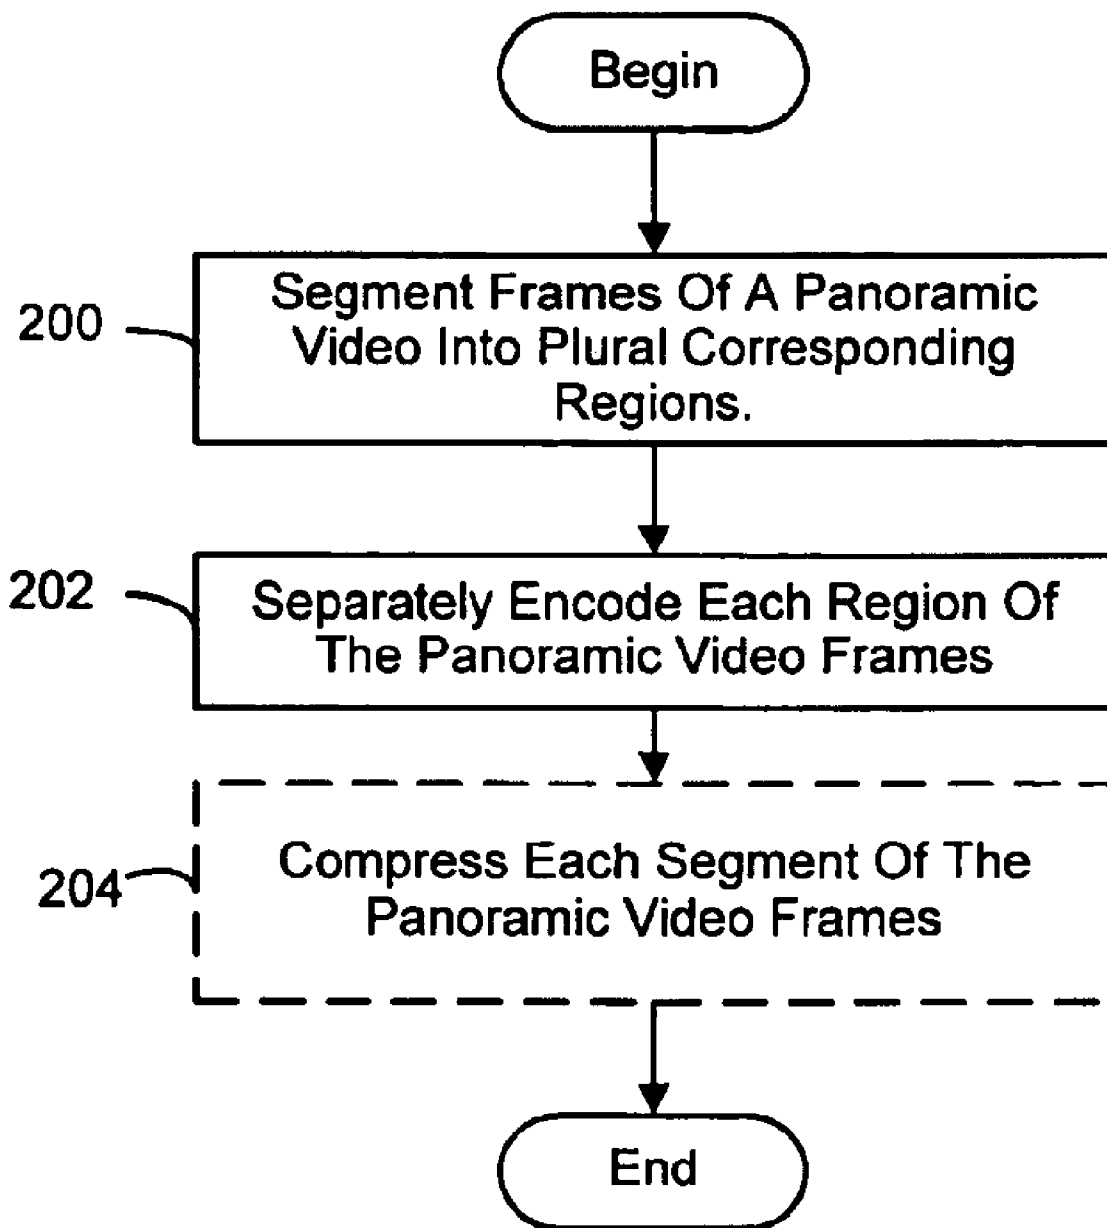 Begin
200
Segment Frames Of A Panoramic
Video Into Plural Corresponding
Regions.
202
Separately Encode Each Region Of
The Panoramic Video Frames
204
Compress Each Segment Of The
Panoramic Video Frames
End